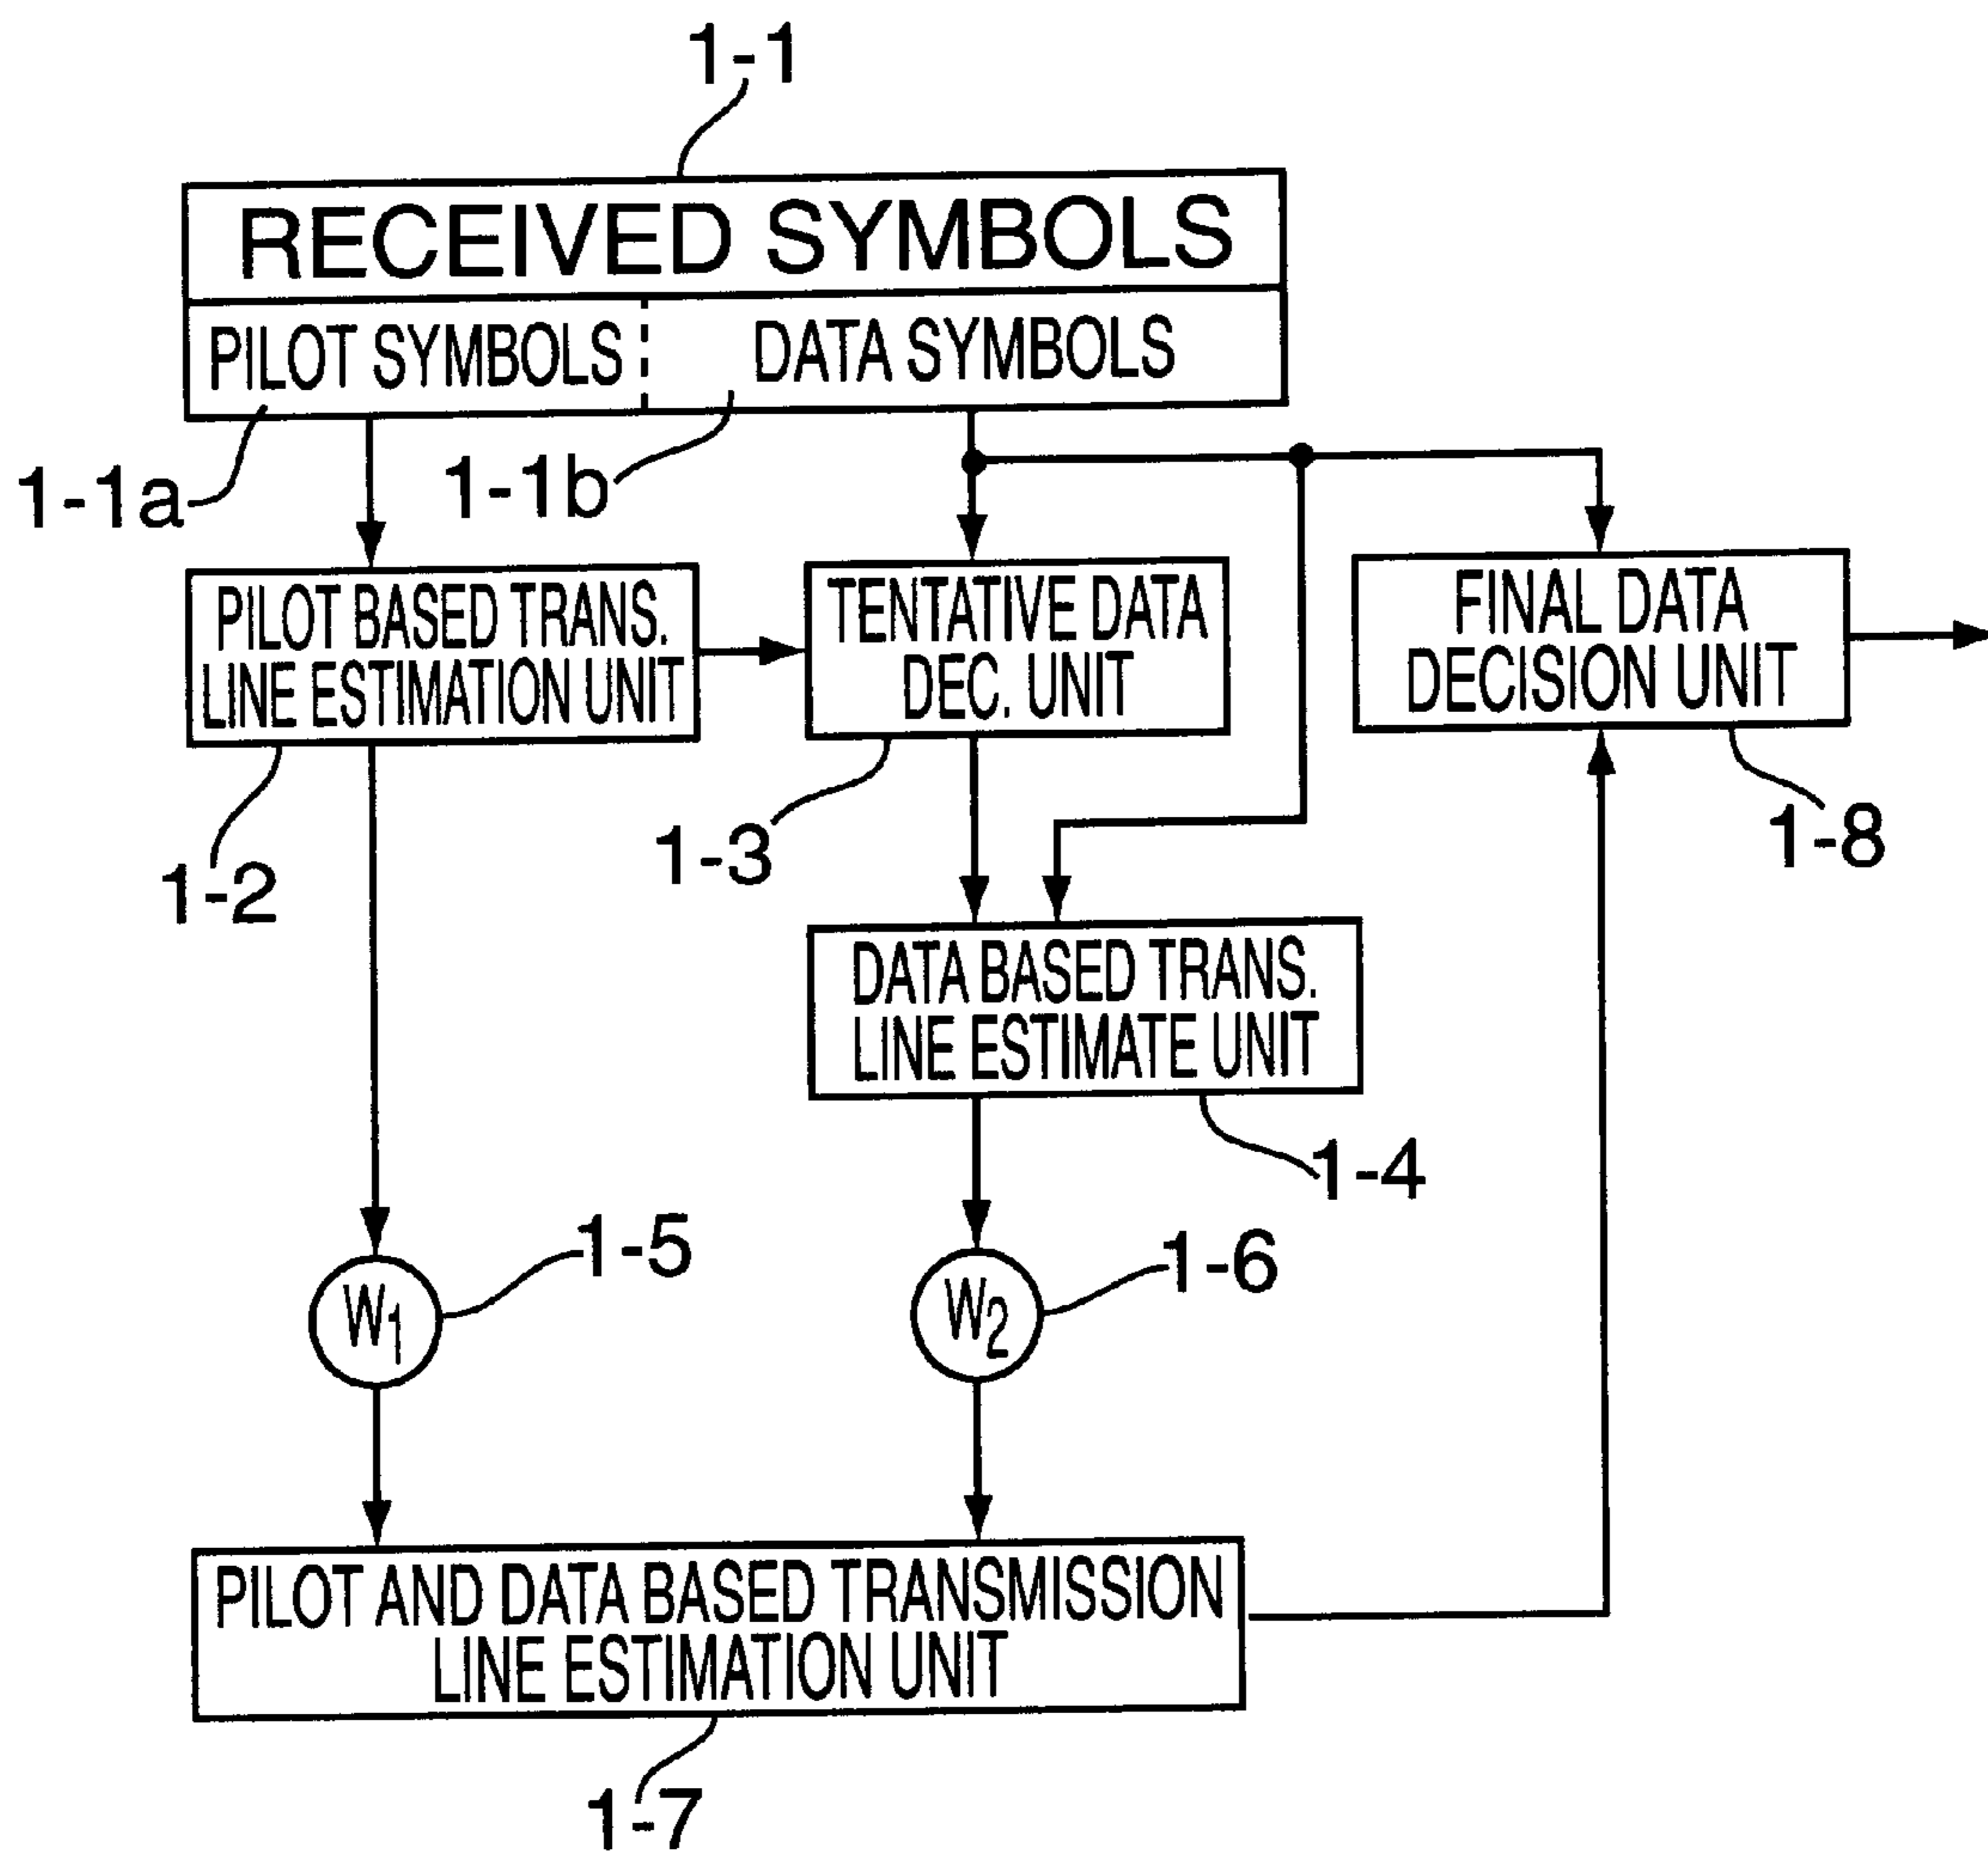 1-1
RECEIVED SYMBOLS
PILOT SYMBOLS
DATA SYMBOLS
1-1a
1-1b
PILOT BASED TRANS.
LINE ESTIMATION UNIT
TENTATIVE DATA
DEC. UNIT
FINAL DATA
DECISION UNIT
1-2
1-3
1-8
DATA BASED TRANS.
LINE ESTIMATE UNIT
1-4
W1
1-5
W2
1-6
PILOT AND DATA BASED TRANSMISSION
LINE ESTIMATION UNIT
1-7